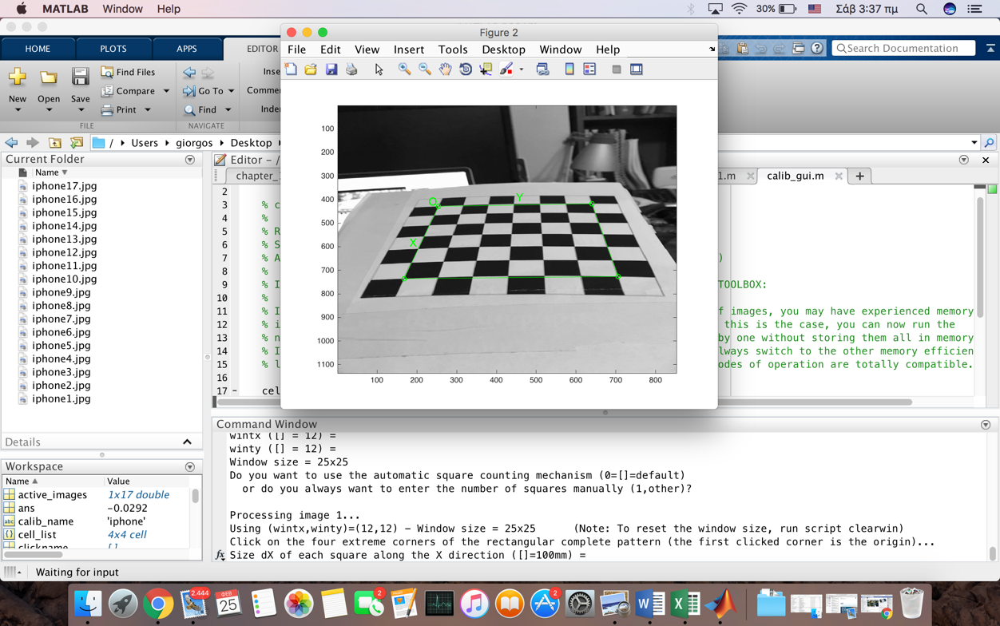 MATLAB Window Help 30% Σάβ 3:37 πμ
Figure 2
HOME PLOTS APPS EDITOR
File Edit View Insert Tools Desktop Window Help
Search Documentation
New Open Save
Find Files
Compare
Print
Go To
Find
Comme
FILE NAVIGATE
/ Users giorgos Desktop
Current Folder
Name
iphone17.jpg
iphone16.jpg
iphone15.jpg
iphone14.jpg
iphone13.jpg
iphone12.jpg
iphone11.jpg
iphone10.jpg
iphone9.jpg
iphone8.jpg
iphone7.jpg
iphone6.jpg
iphone5.jpg
iphone4.jpg
iphone3.jpg
iphone2.jpg
iphone1.jpg
Details
Workspace
Name Value
active_images 1x17 double
ans -0.0292
calib_name 'iphone'
cell_list 4x4 cell
clickname []
Waiting for input
Editor - /
chapter_ 1.m calib_gui.m
2
3 % c
4 %
5 % R
6 % S
7 % A )
8 %
9 % I TOOLBOX:
10 %
11 % I f images, you may have experienced memory
12 % i this is the case, you can now run the
13 % n by one without storing them all in memory
14 % I lways switch to the other memory efficien
15 % l odes of operation are totally compatible.
16
17 - cel
100
200
300
400
500
600
700
800
900
1000
1100
O Y
X
100 200 300 400 500 600 700 800
Command Window
wintx ([] = 12) =
winty ([] = 12) =
Window size = 25x25
Do you want to use the automatic square counting mechanism (0=[]=default)
or do you always want to enter the number of squares manually (1,other)?
Processing image 1...
Using (wintx,winty)=(12,12) - Window size = 25x25 (Note: To reset the window size, run script clearwin)
Click on the four extreme corners of the rectangular complete pattern (the first clicked corner is the origin)...
fx Size dX of each square along the X direction ([]=100mm) =
2.444
ΦΕΒ
25
2
2